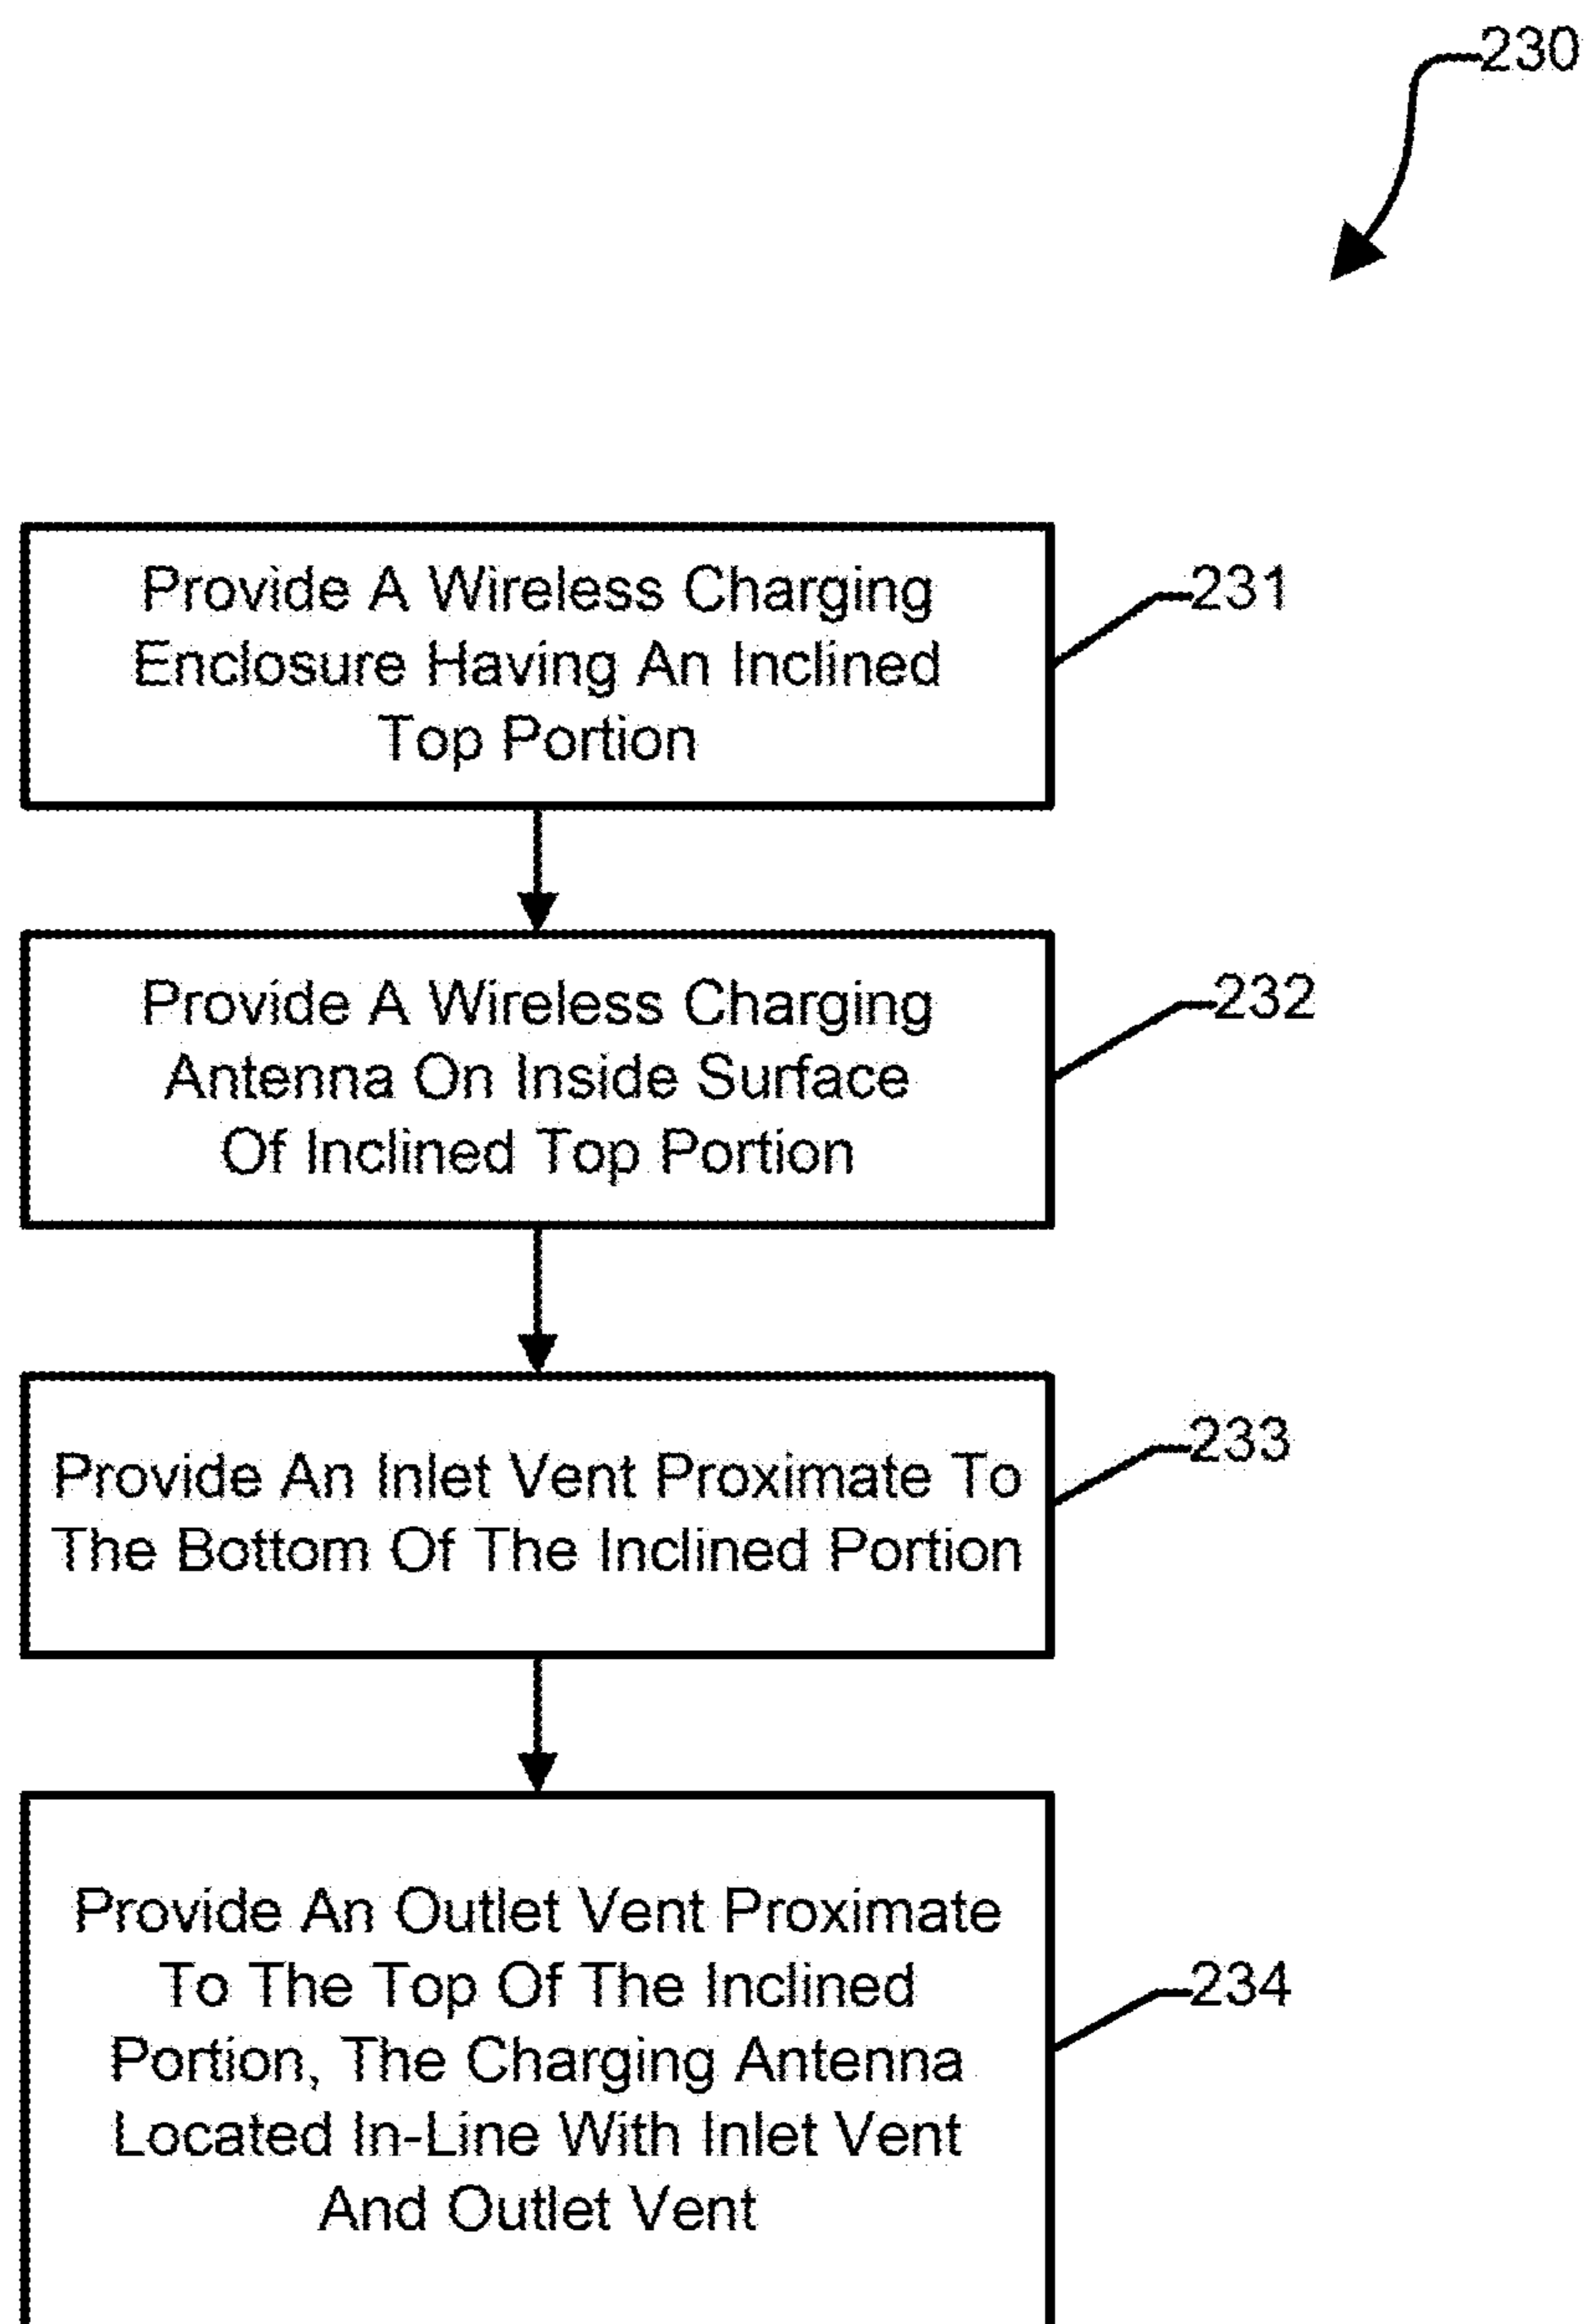 230
Provide A Wireless Charging
Enclosure Having An Inclined
Top Portion
231
Provide A Wireless Charging
Antenna On Inside Surface
Of Inclined Top Portion
232
Provide An Inlet Vent Proximate To
The Bottom Of The Inclined Portion
233
Provide An Outlet Vent Proximate
To The Top Of The Inclined
Portion, The Charging Antenna
Located In-Line With Inlet Vent
And Outlet Vent
234